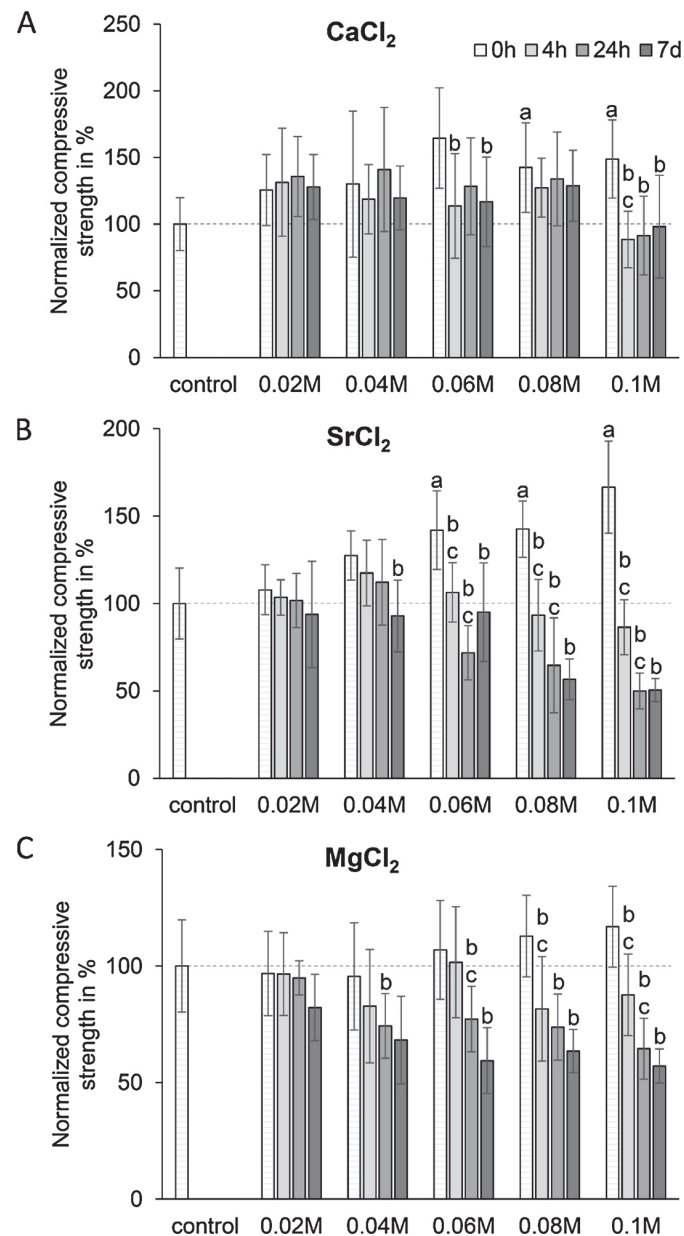 A
CaCl2
0h 4h 24h 7d
Normalized compressive
strength in %
250
200
150
100
50
0
a
a
b
b
b
c
b
b
control 0.02M 0.04M 0.06M 0.08M 0.1M
B
SrCl2
Normalized compressive
strength in %
200
150
100
50
0
b
a
b
c
b
c
b
a
b
c
b
c
b
a
b
c
b
c
b
control 0.02M 0.04M 0.06M 0.08M 0.1M
C
MgCl2
Normalized compressive
strength in %
150
100
50
0
b
b
c
b
b
c
b
b
b
c
b
c
b
control 0.02M 0.04M 0.06M 0.08M 0.1M